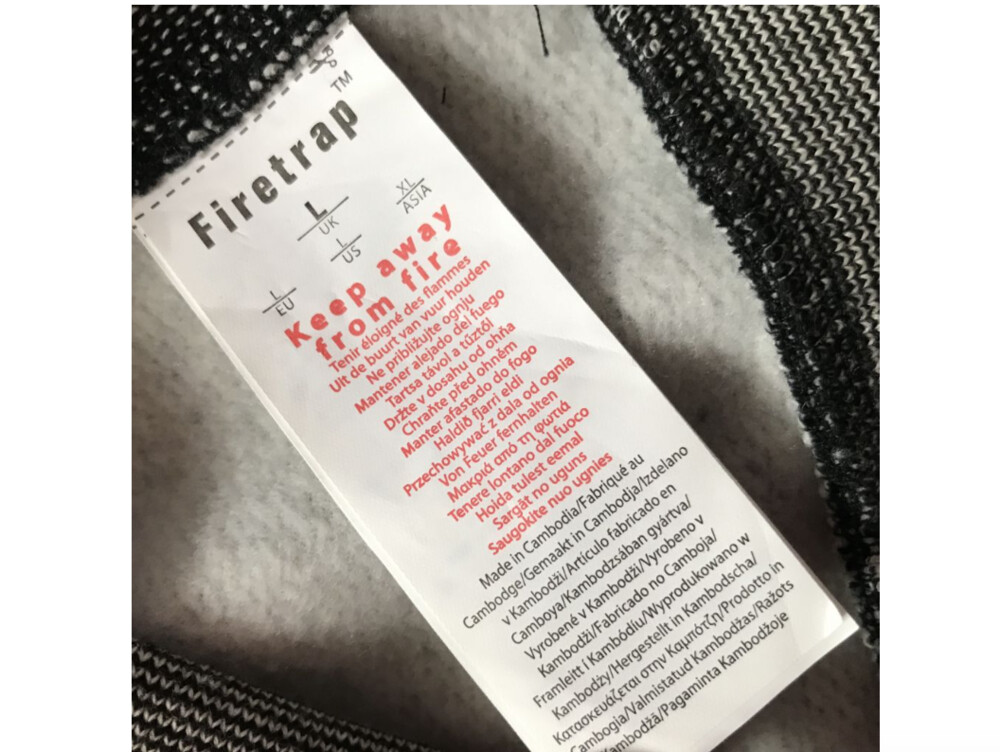 Firetrap™
L
EU
L
UK
L
US
XL
ASIA
Keep away
from fire
Tenir éloigné des flammes
Uit de buurt van vuur houden
Ne približujte ognju
Mantener alejado del fuego
Tartsa távol a tűztől
Držte v dosahu od ohňa
Chraňte před ohněm
Manter afastado do fogo
Haldið fjarri eldi
Przechowywać z dala od ognia
Von Feuer fernhalten
Μακριά από τη φωτιά
Tenere lontano dal fuoco
Hoida tulest eemal
Sargāt no uguns
Saugokite nuo ugnies
Made in Cambodia/Fabriqué au
Cambodge/Gemaakt in Cambodja/Izdelano
v Kambodži/Artículo fabricado en
Camboya/Kambodzsában gyártva/
Vyrobené v Kambodži/Vyrobeno v
Kambodži/Fabricado no Camboja/
Framleitt í Kambódíu/Wyprodukowano w
Kambodży/Hergestellt in Kambodscha/
Κατασκευάζεται στην Καμπότζη/Prodotto in
Cambogia/Valmistatud Kambodžas/Ražots
Kambodžā/Pagaminta Kambodžoje